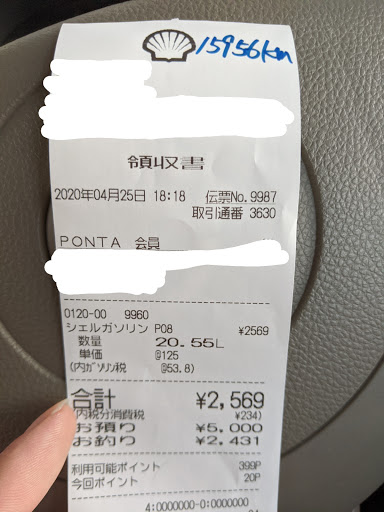 15956km
領収書
2020年04月25日 18:18 伝票No.9987
取引通番 3630
PONTA 会員
0120-00 9960
シェルガソリン P08 ¥2569
数量 20.55L
単価 @125
(内ガソリン税 @53.8)
合計 ¥2,569
(内税分消費税 ¥234)
お預り ¥5,000
お釣り ¥2,431
利用可能ポイント 399P
今回ポイント 20P
4:0000000-0:0000000